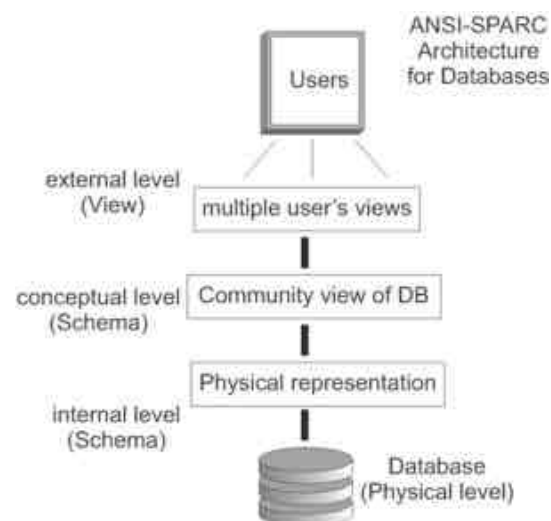 ANSI-SPARC
Architecture
for Databases
Users
external level
(View)
multiple user's views
conceptual level
(Schema)
Community view of DB
Physical representation
internal level
(Schema)
Database
(Physical level)